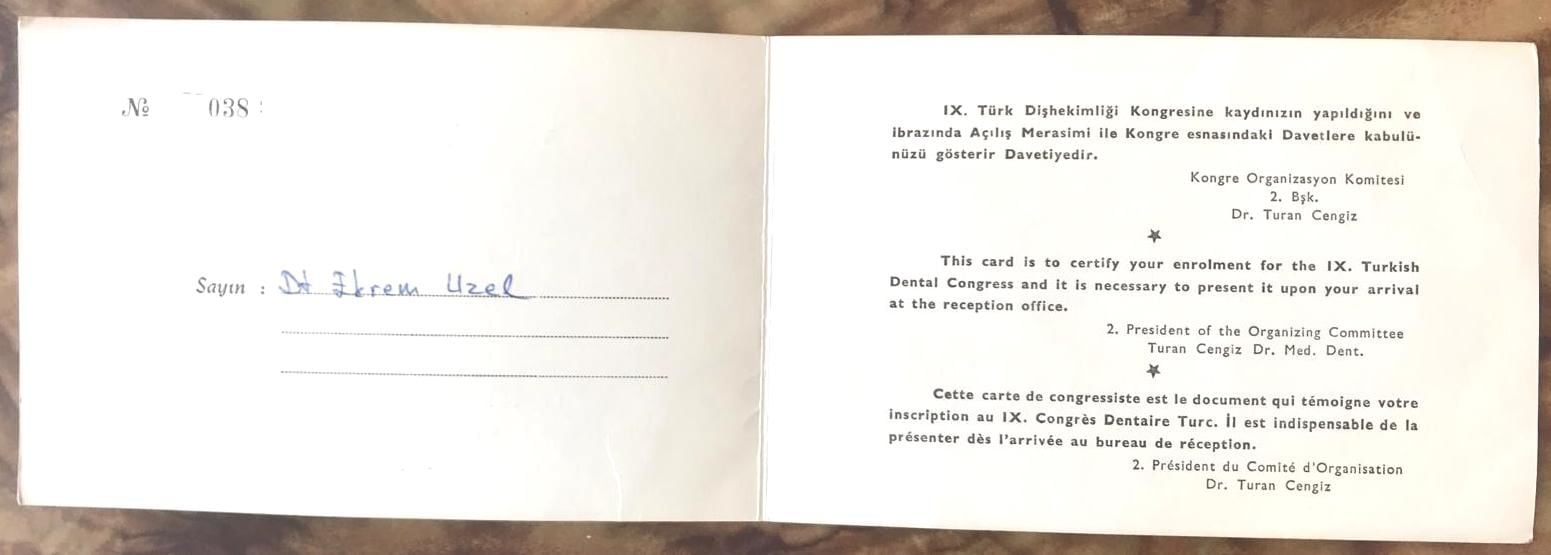 № 038
Sayın : Dt Ekrem Uzel
IX. Türk Dişhekimliği Kongresine kaydınızın yapıldığını ve
ibrazında Açılış Merasimi ile Kongre esnasındaki Davetlere kabulü-
nüzü gösterir Davetiyedir.
Kongre Organizasyon Komitesi
2. Bşk.
Dr. Turan Cengiz
This card is to certify your enrolment for the IX. Turkish
Dental Congress and it is necessary to present it upon your arrival
at the reception office.
2. President of the Organizing Committee
Turan Cengiz Dr. Med. Dent.
Cette carte de congressiste est le document qui témoigne votre
inscription au IX. Congrès Dentaire Turc. İl est indispensable de la
présenter dès l'arrivée au bureau de réception.
2. Président du Comité d'Organisation
Dr. Turan Cengiz